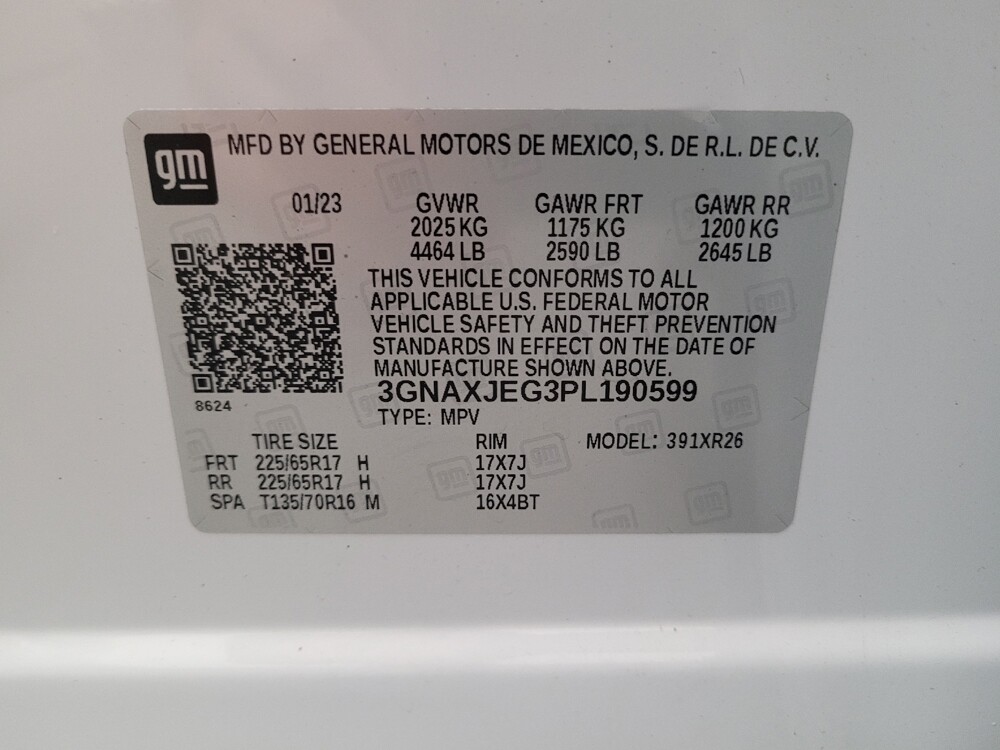 gm MFD BY GENERAL MOTORS DE MEXICO, S. DE R.L. DE C.V.
01/23 GVWR GAWR FRT GAWR RR
2025 KG 1175 KG 1200 KG
4464 LB 2590 LB 2645 LB
THIS VEHICLE CONFORMS TO ALL
APPLICABLE U.S. FEDERAL MOTOR
VEHICLE SAFETY AND THEFT PREVENTION
STANDARDS IN EFFECT ON THE DATE OF
MANUFACTURE SHOWN ABOVE.
3GNAXJEG3PL190599
8624
TYPE: MPV
TIRE SIZE RIM MODEL: 391XR26
FRT 225/65R17 H 17X7J
RR 225/65R17 H 17X7J
SPA T135/70R16 M 16X4BT